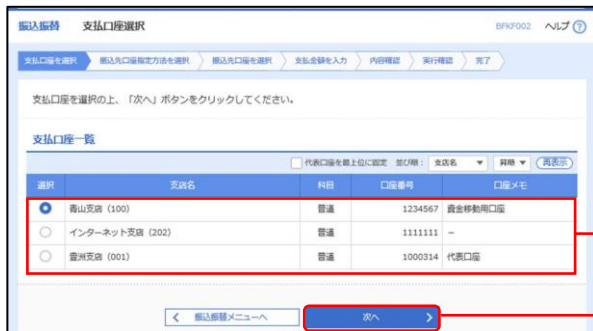 振込振替 支払口座選択 BFKF002 ヘルプ ?
支払口座を選択 振込先口座指定方法を選択 振込先口座を選択 支払金額を入力 内容確認 実行確認 完了
支払口座を選択の上、「次へ」ボタンをクリックしてください。
支払口座一覧
代表口座を最上位に固定 並び順： 支店名 昇順 再表示
選択 支店名 科目 口座番号 口座メモ
青山支店（100） 普通 1234567 資金移動用口座
インターネット支店（202） 普通 1111111 －
豊洲支店（001） 普通 1000314 代表口座
振込振替メニューへ 次へ